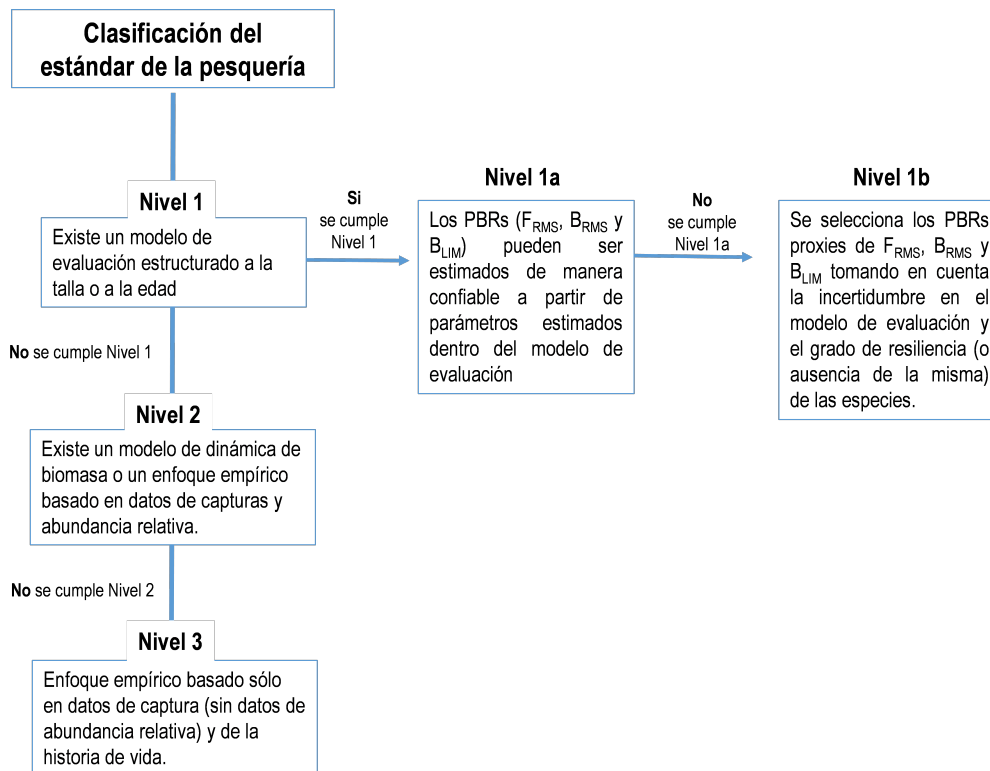 Clasificación del
estándar de la pesquería
Nivel 1
Existe un modelo de
evaluación estructurado a la
talla o a la edad
Si
se cumple
Nivel 1
Nivel 1a
Los PBRs (FRMS, BRMS y
BLIM) pueden ser
estimados de manera
confiable a partir de
parámetros estimados
dentro del modelo de
evaluación
No
se cumple
Nivel 1a
Nivel 1b
Se selecciona los PBRs
proxies de FRMS, BRMS y
BLIM tomando en cuenta
la incertidumbre en el
modelo de evaluación y
el grado de resiliencia (o
ausencia de la misma)
de las especies.
No se cumple Nivel 1
Nivel 2
Existe un modelo de dinámica de
biomasa o un enfoque empírico
basado en datos de capturas y
abundancia relativa.
No se cumple Nivel 2
Nivel 3
Enfoque empírico basado sólo
en datos de captura (sin datos de
abundancia relativa) y de la
historia de vida.